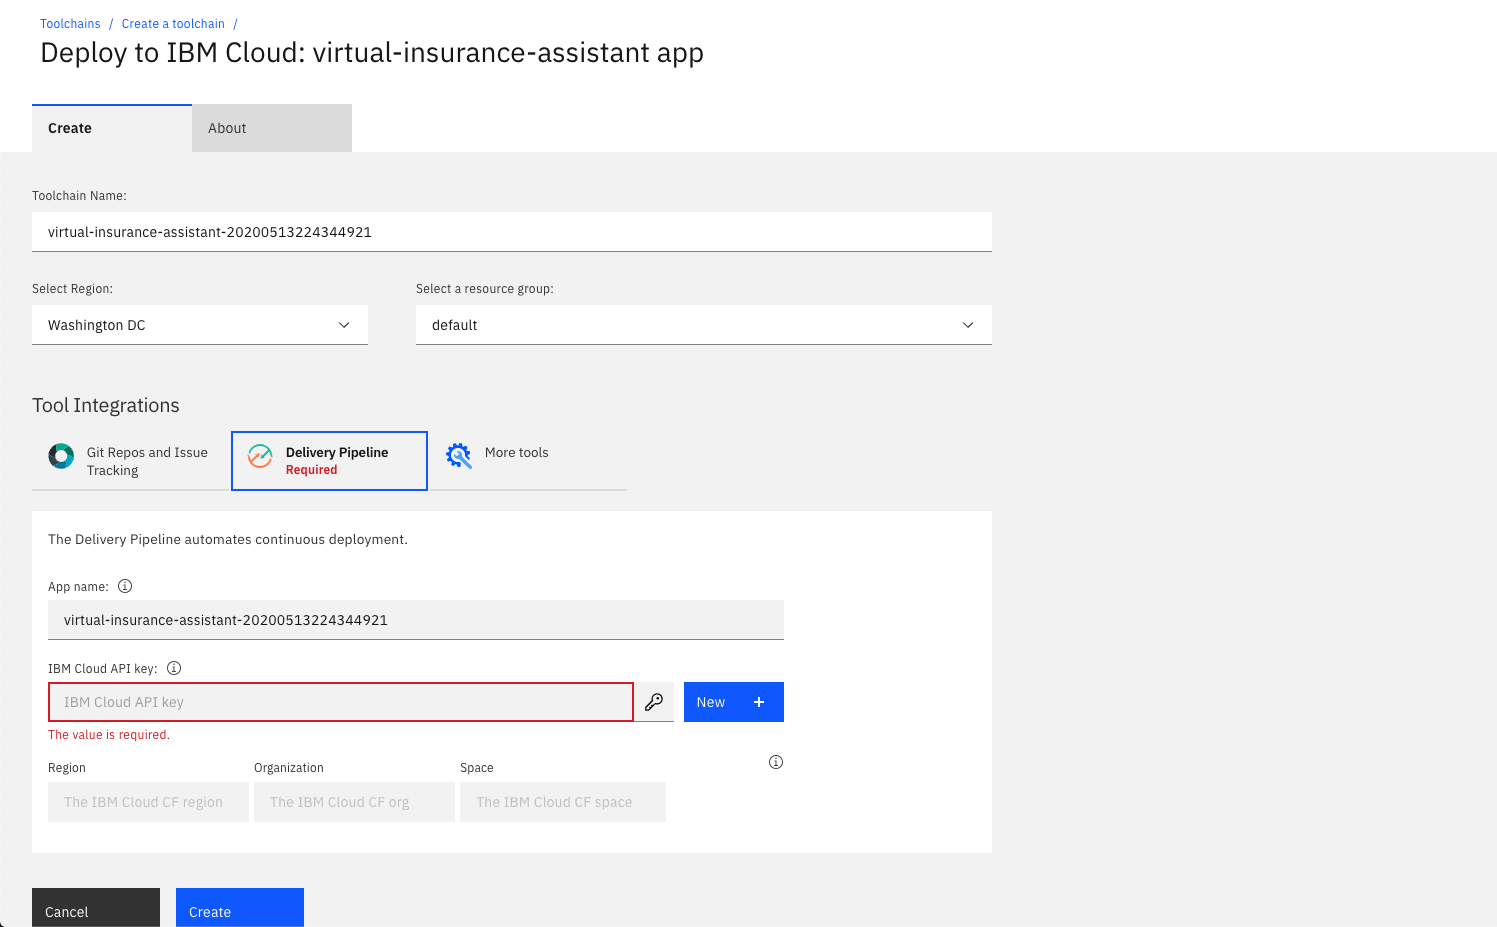 Toolchains / Create a toolchain /
Deploy to IBM Cloud: virtual-insurance-assistant app
Create About
Toolchain Name:
virtual-insurance-assistant-20200513224344921
Select Region: Select a resource group:
Washington DC default
Tool Integrations
Git Repos and Issue Tracking
Delivery Pipeline
Required
More tools
The Delivery Pipeline automates continuous deployment.
App name:
virtual-insurance-assistant-20200513224344921
IBM Cloud API key:
IBM Cloud API key New +
The value is required.
Region Organization Space
The IBM Cloud CF region The IBM Cloud CF org The IBM Cloud CF space
Cancel Create